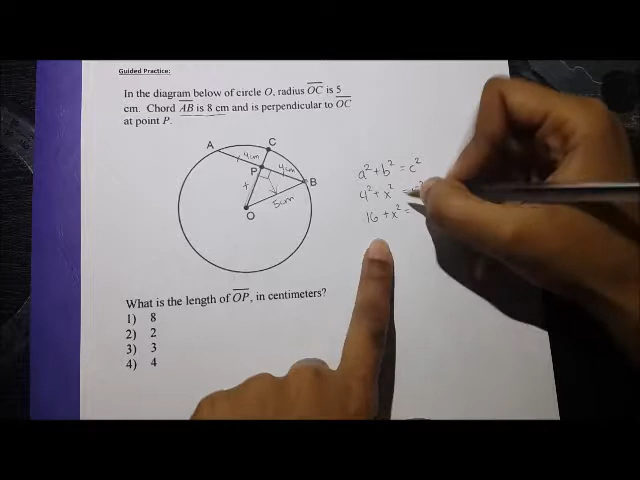 Guided Practice:
In the diagram below of circle O, radius OC is 5
cm. Chord AB is 8 cm and is perpendicular to OC
at point P.
A
C
4cm
P
4cm
B
x
5cm
O
a² + b² = c²
4² + x² =
16 + x² =
What is the length of OP, in centimeters?
1) 8
2) 2
3) 3
4) 4